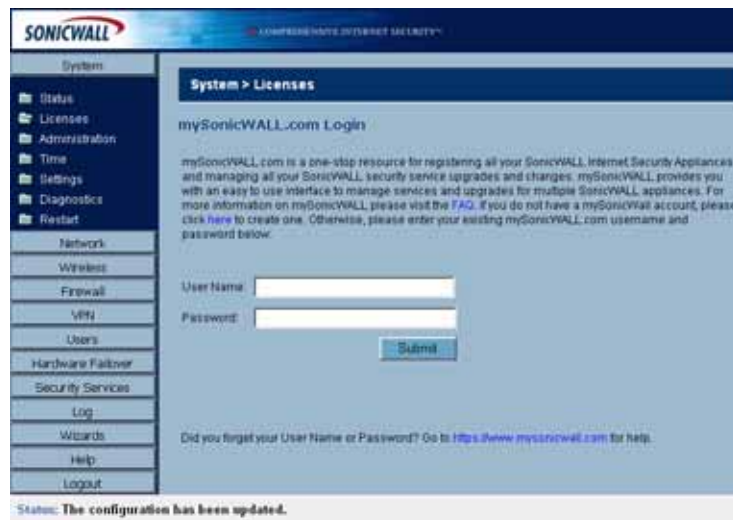 SONICWALL
COMPREHENSIVE INTERNET SECURITY™
System
Status
Licenses
Administration
Time
Settings
Diagnostics
Restart
Network
Wireless
Firewall
VPN
Users
Hardware Failover
Security Services
Log
Wizards
Help
Logout
System > Licenses
mySonicWALL.com Login
mySonicWALL.com is a one-stop resource for registering all your SonicWALL Internet Security Appliances
and managing all your SonicWALL security service upgrades and changes. mySonicWALL provides you
with an easy to use interface to manage services and upgrades for multiple SonicWALL appliances. For
more information on mySonicWALL please visit the FAQ. If you do not have a mySonicWall account, please
click here to create one. Otherwise, please enter your existing mySonicWALL.com username and
password below:
User Name:
Password:
Submit
Did you forget your User Name or Password? Go to https://www.mysonicwall.com for help.
Status: The configuration has been updated.